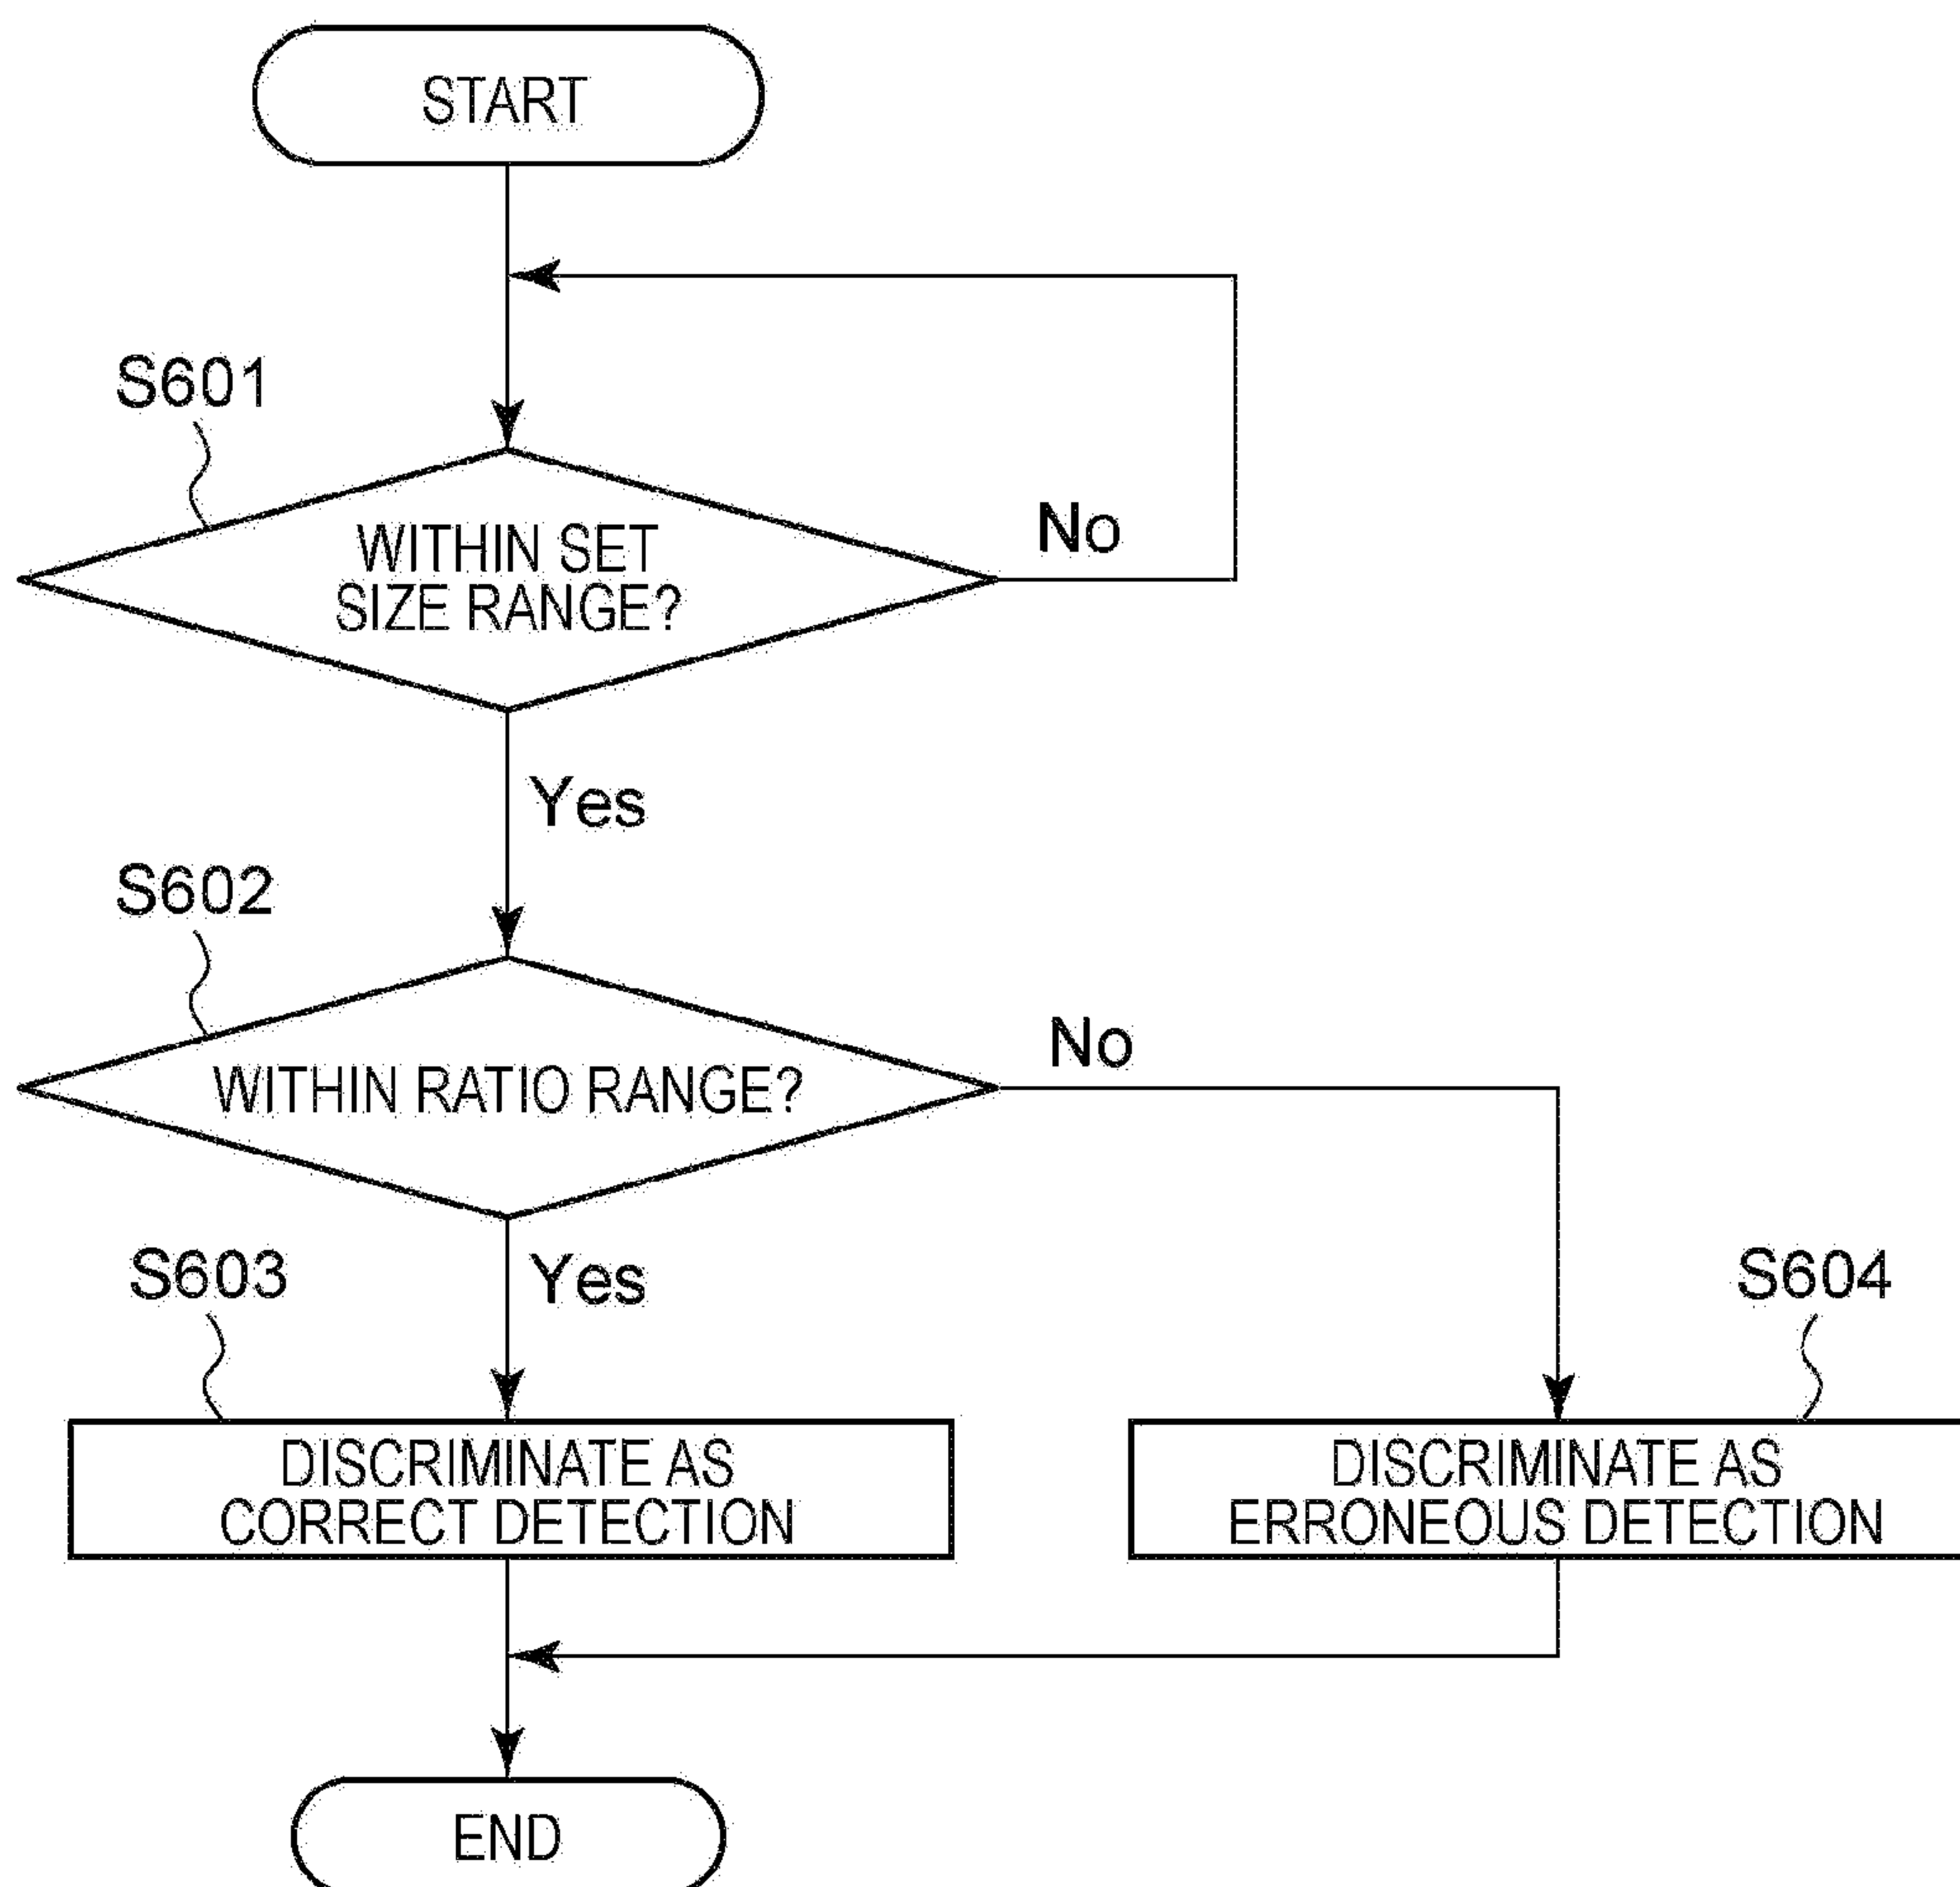 START
S601
WITHIN SET
SIZE RANGE?
No
Yes
S602
WITHIN RATIO RANGE?
No
Yes
S603
S604
DISCRIMINATE AS
CORRECT DETECTION
DISCRIMINATE AS
ERRONEOUS DETECTION
END